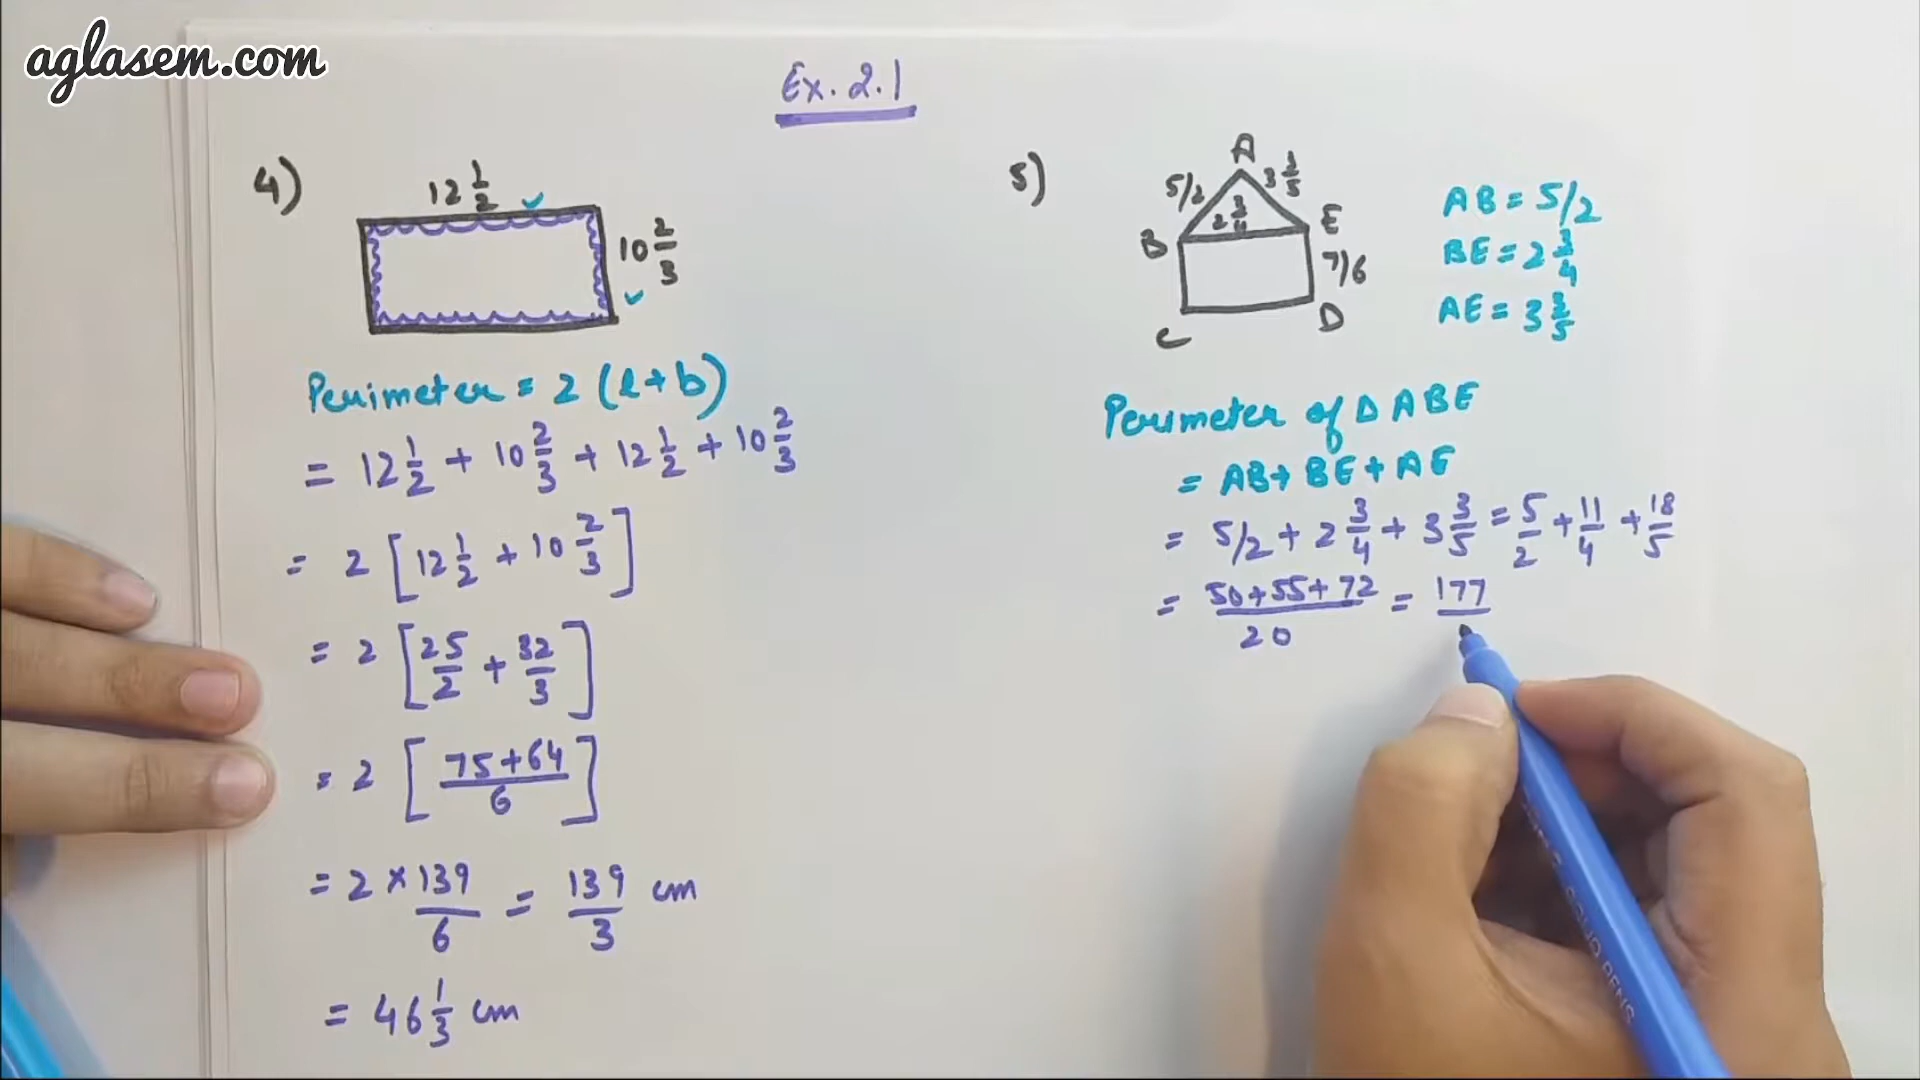 aglasem.com
Ex. 2.1
4)
12 1/2
10 2/3
Perimeter = 2 (l+b)
= 12 1/2 + 10 2/3 + 12 1/2 + 10 2/3
= 2 [12 1/2 + 10 2/3]
= 2 [25/2 + 32/3]
= 2 [(75+64)/6]
= 2 × 139/6 = 139/3 cm
= 46 1/3 cm
5)
A
5/2
3 3/5
2 3/4
B
E
7/6
C
D
AB = 5/2
BE = 2 3/4
AE = 3 3/5
Perimeter of Δ ABE
= AB + BE + AE
= 5/2 + 2 3/4 + 3 3/5 = 5/2 + 11/4 + 18/5
= (50+55+72)/20 = 177/